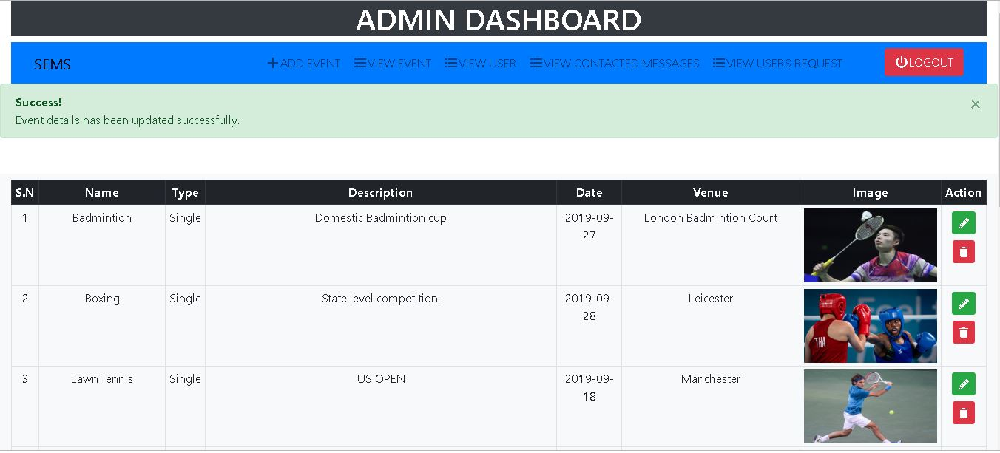 ADMIN DASHBOARD
SEMS ADD EVENT VIEW EVENT VIEW USER VIEW CONTACTED MESSAGES VIEW USERS REQUEST LOGOUT
Success! ×
Event details has been updated successfully.
S.N Name Type Description Date Venue Image Action
1 Badmintion Single Domestic Badmintion cup 2019-09- London Badmintion Court
27
2 Boxing Single State level competition. 2019-09- Leicester
28
THA
3 Lawn Tennis Single US OPEN 2019-09- Manchester
18